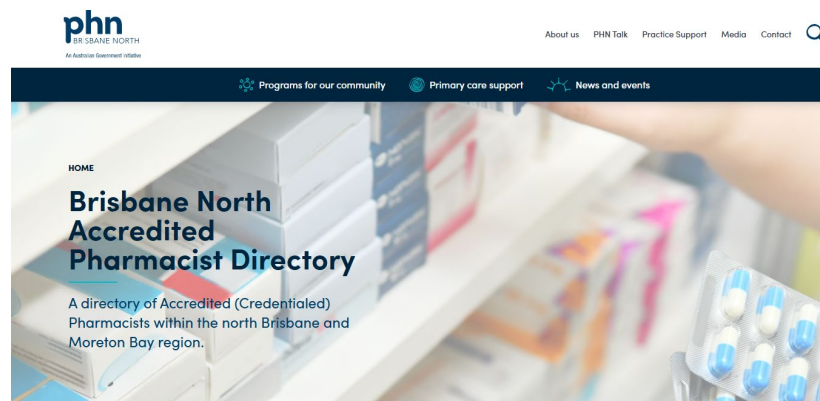 phn
BRISBANE NORTH
An Australian Government Initiative
About us PHN Talk Practice Support Media Contact
Programs for our community Primary care support News and events
HOME
Brisbane North
Accredited
Pharmacist Directory
A directory of Accredited (Credentialed)
Pharmacists within the north Brisbane and
Moreton Bay region.